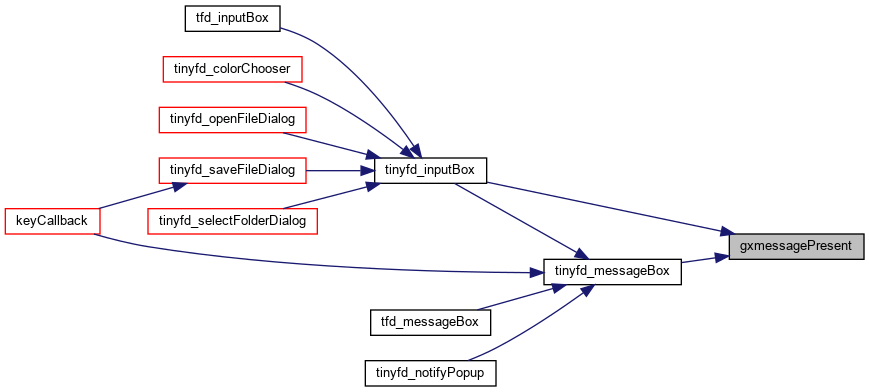 tfd_inputBox
tinyfd_colorChooser
tinyfd_openFileDialog
tinyfd_saveFileDialog
tinyfd_inputBox
keyCallback
tinyfd_selectFolderDialog
gxmessagePresent
tinyfd_messageBox
tfd_messageBox
tinyfd_notifyPopup